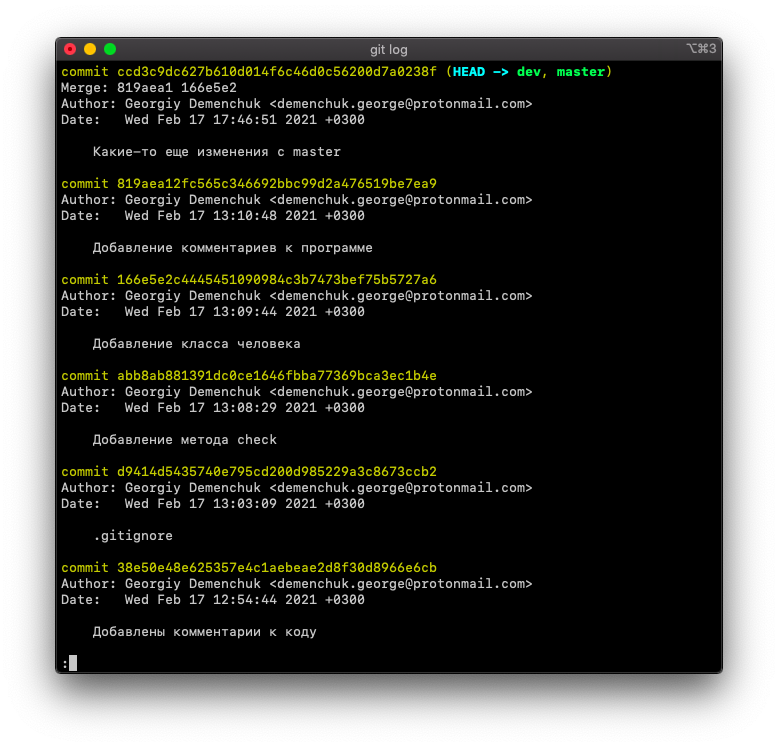 git log
⌥⌘3
commit ccd3c9dc627b610d014f6c46d0c56200d7a0238f (HEAD -> dev, master)
Merge: 819aea1 166e5e2
Author: Georgiy Demenchuk <demenchuk.george@protonmail.com>
Date:   Wed Feb 17 17:46:51 2021 +0300
Какие-то еще изменения с master
commit 819aea12fc565c346692bbc99d2a476519be7ea9
Author: Georgiy Demenchuk <demenchuk.george@protonmail.com>
Date:   Wed Feb 17 13:10:48 2021 +0300
Добавление комментариев к программе
commit 166e5e2c4445451090984c3b7473bef75b5727a6
Author: Georgiy Demenchuk <demenchuk.george@protonmail.com>
Date:   Wed Feb 17 13:09:44 2021 +0300
Добавление класса человека
commit abb8ab881391dc0ce1646fbba77369bca3ec1b4e
Author: Georgiy Demenchuk <demenchuk.george@protonmail.com>
Date:   Wed Feb 17 13:08:29 2021 +0300
Добавление метода check
commit d9414d5435740e795cd200d985229a3c8673ccb2
Author: Georgiy Demenchuk <demenchuk.george@protonmail.com>
Date:   Wed Feb 17 13:03:09 2021 +0300
.gitignore
commit 38e50e48e625357e4c1aebeae2d8f30d8966e6cb
Author: Georgiy Demenchuk <demenchuk.george@protonmail.com>
Date:   Wed Feb 17 12:54:44 2021 +0300
Добавлены комментарии к коду
: